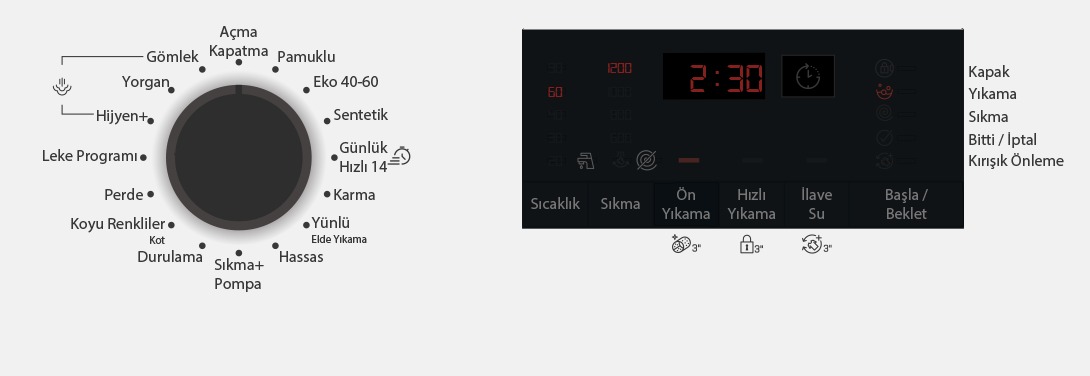 Açma
Kapatma
Gömlek
Pamuklu
Yorgan
Eko 40-60
Hijyen+
Sentetik
Leke Programı
Günlük
Hızlı 14
Perde
Karma
Koyu Renkliler
Kot
Yünlü
Elde Yıkama
Durulama
Hassas
Sıkma+
Pompa
1200
60
2:30
Kapak
Yıkama
Sıkma
Bitti / İptal
Kırışık Önleme
Sıcaklık
Sıkma
Ön
Yıkama
Hızlı
Yıkama
İlave
Su
Başla /
Beklet
3"
3"
3"